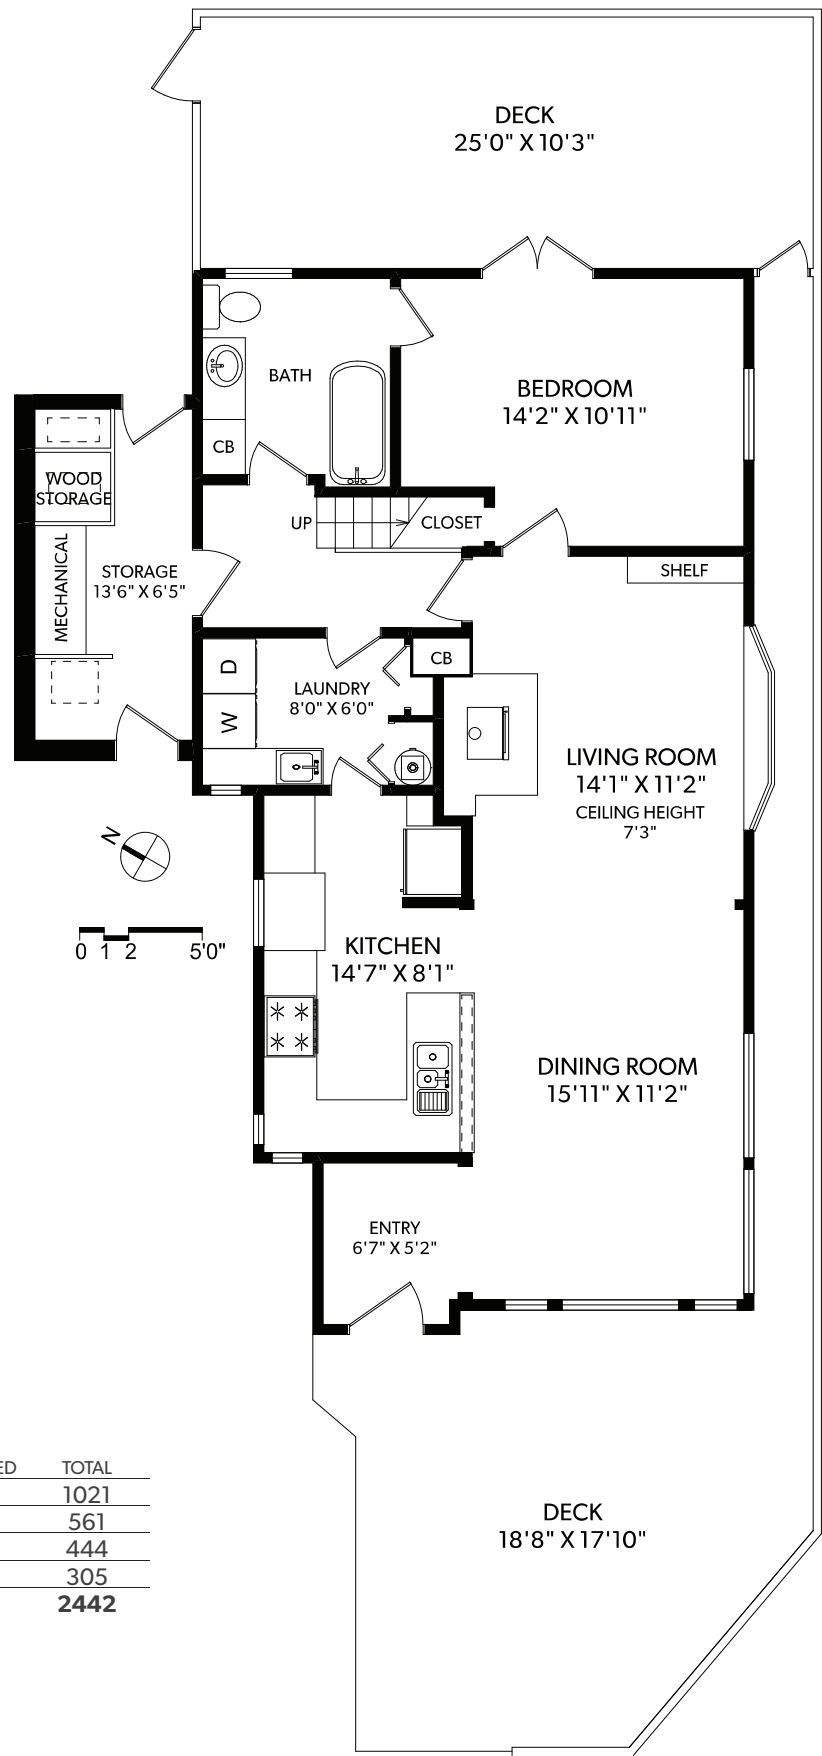 DECK
25'0" X 10'3"
BEDROOM
14'2" X 10'11"
BATH
CB
WOOD
STORAGE
UP
CLOSET
MECHANICAL
STORAGE
13'6" X 6'5"
SHELF
D
CB
LAUNDRY
8'0" X 6'0"
W
LIVING ROOM
14'1" X 11'2"
CEILING HEIGHT
7'3"
N
0 1 2 5'0"
KITCHEN
14'7" X 8'1"
DINING ROOM
15'11" X 11'2"
ENTRY
6'7" X 5'2"
DECK
18'8" X 17'10"
ED TOTAL
1021
561
444
305
2442